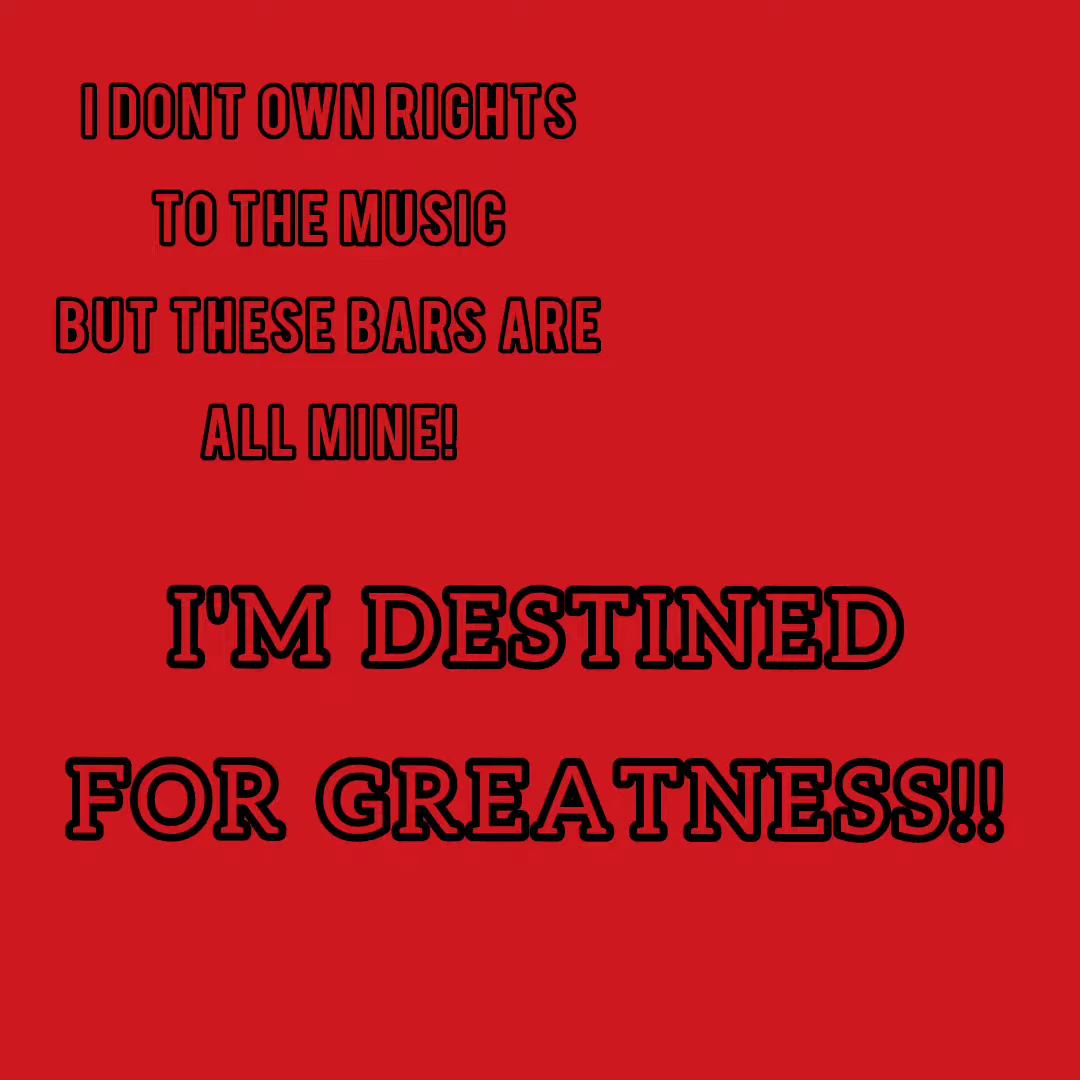 I DONT OWN RIGHTS
TO THE MUSIC
BUT THESE BARS ARE
ALL MINE!
I'M DESTINED
FOR GREATNESS!!